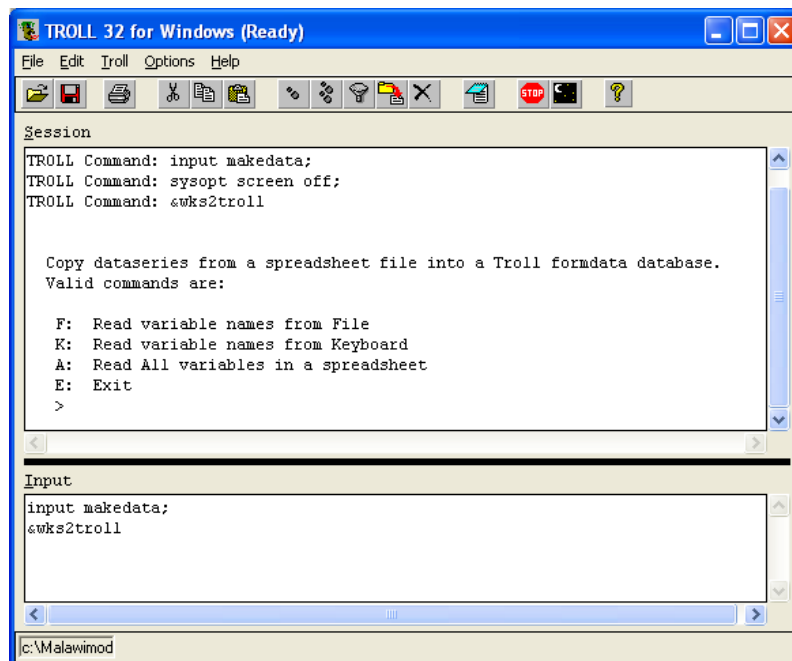 TROLL 32 for Windows (Ready)
File Edit Troll Options Help
STOP
Session
TROLL Command: input makedata;
TROLL Command: sysopt screen off;
TROLL Command: &wks2troll
Copy dataseries from a spreadsheet file into a Troll formdata database.
Valid commands are:
F: Read variable names from File
K: Read variable names from Keyboard
A: Read All variables in a spreadsheet
E: Exit
>
Input
input makedata;
&wks2troll
c:\Malawimod